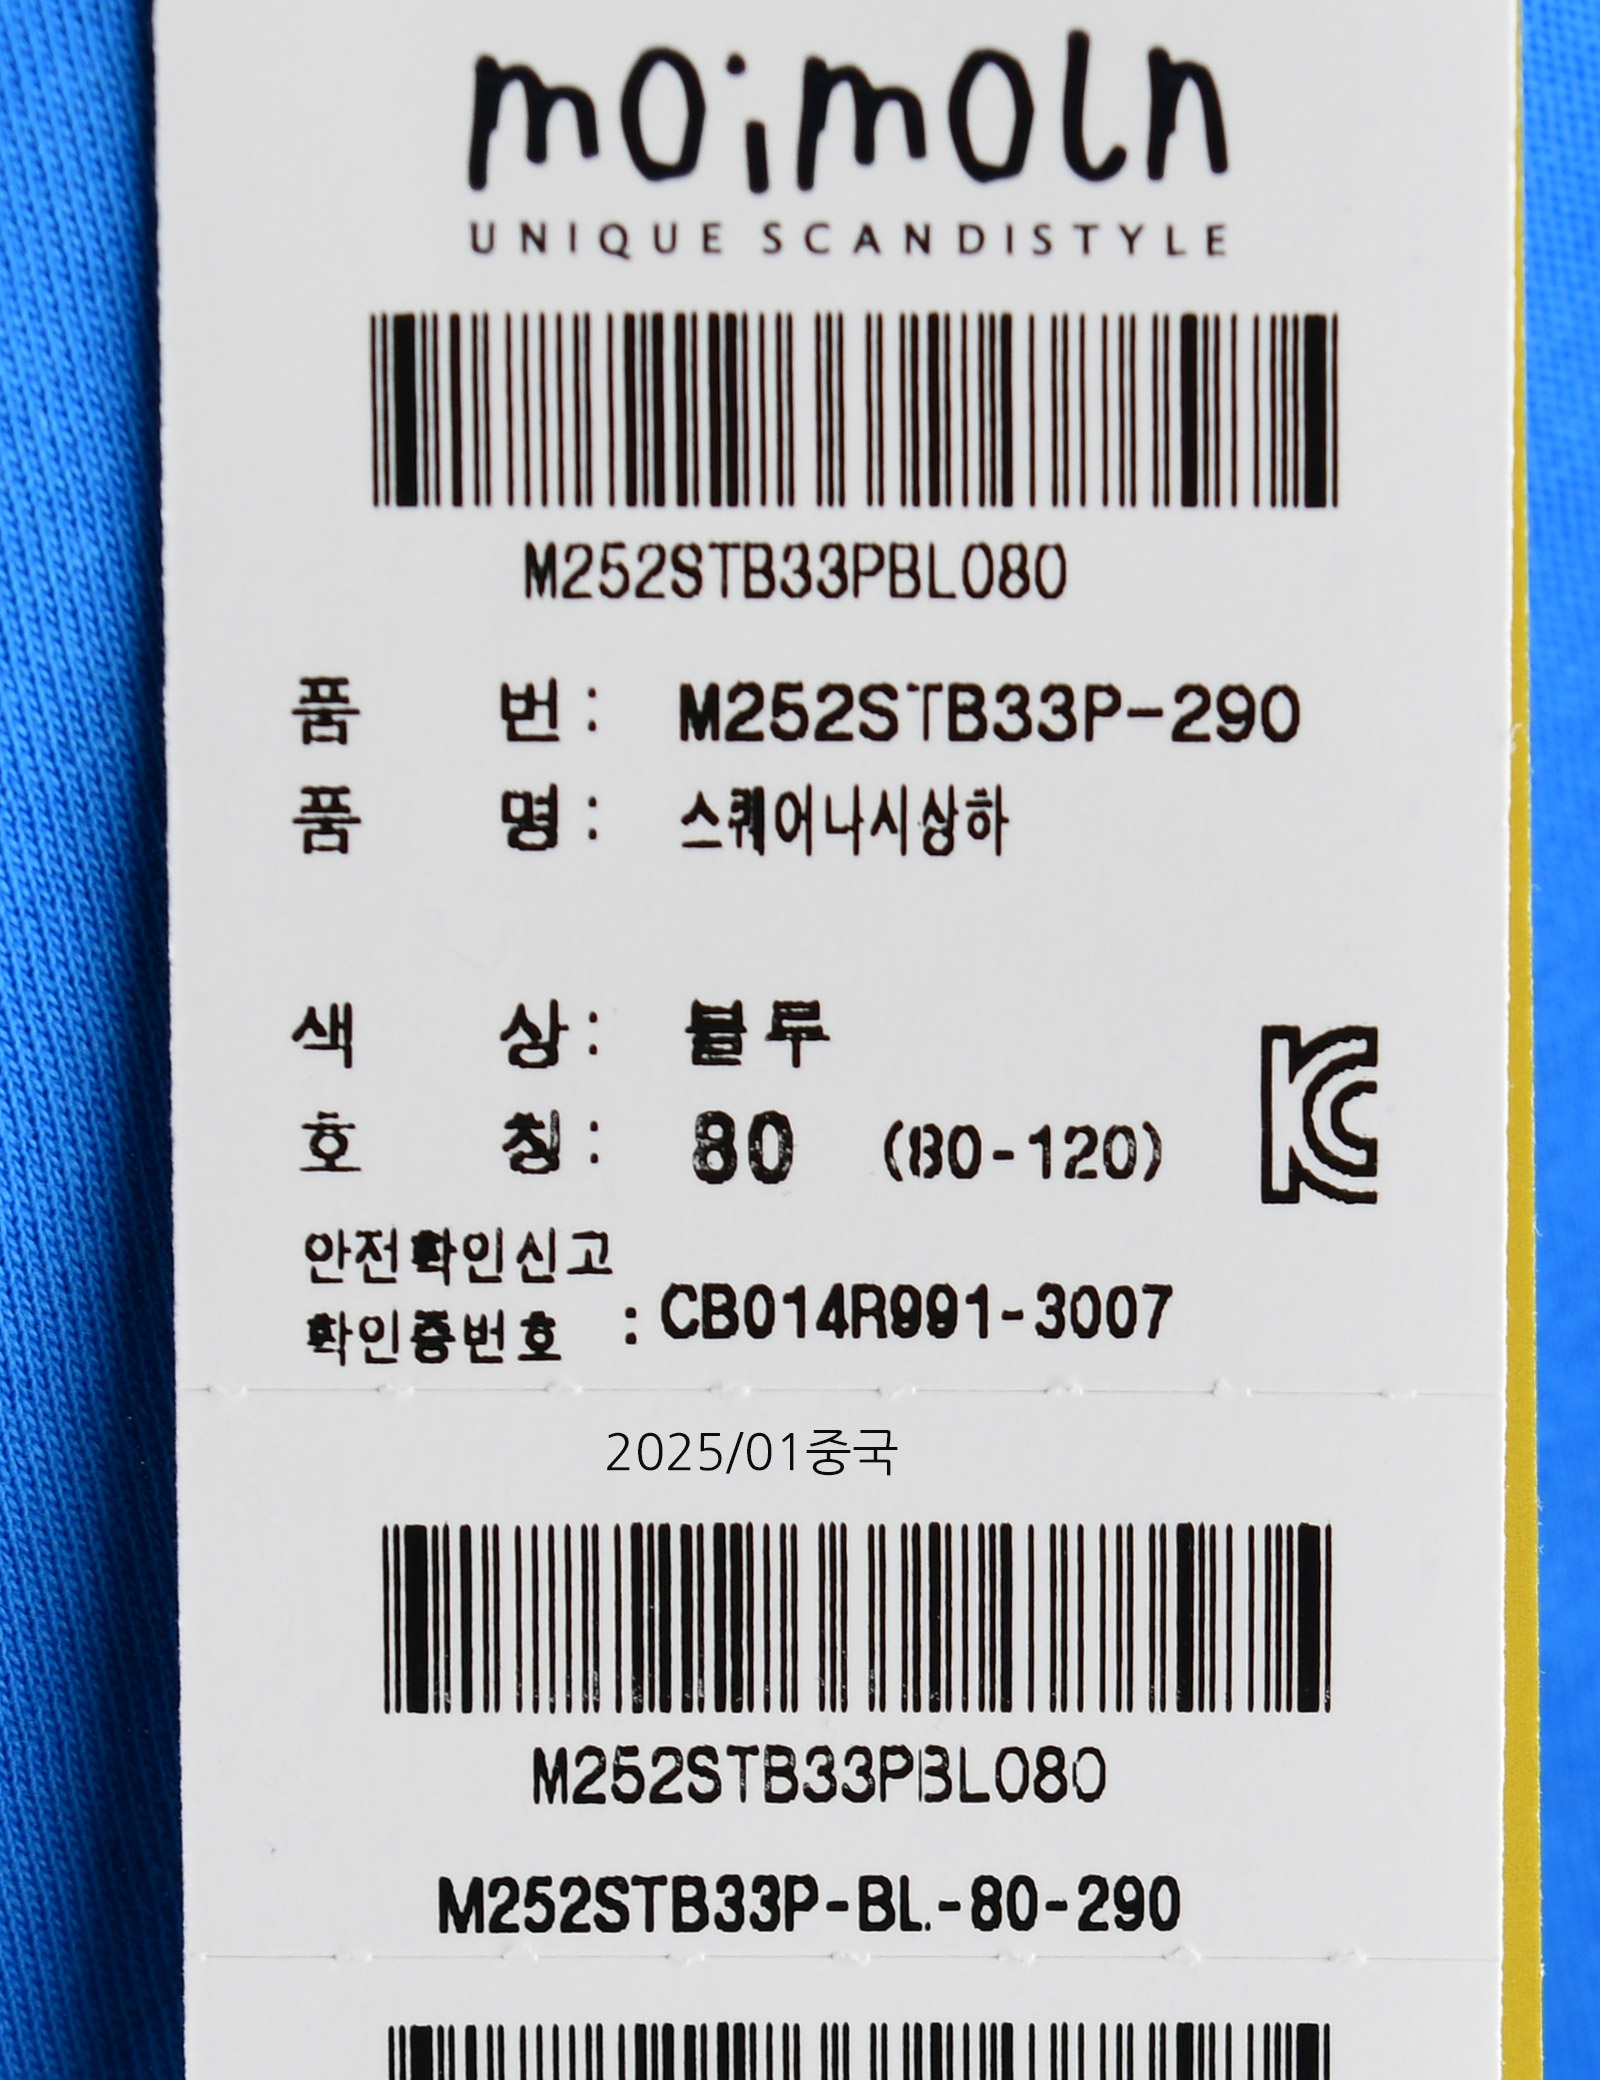 moimoln
UNIQUE SCANDISTYLE
M252STB33PBL080
품 번 : M252STB33P-290
품 명 : 스퀘어나시상하
색 상 : 블루
호 칭 : 80 (80-120)
안전확인신고
확인증번호 : CB014R991-3007
2025/01중국
M252STB33PBL080
M252STB33P-BL-80-290